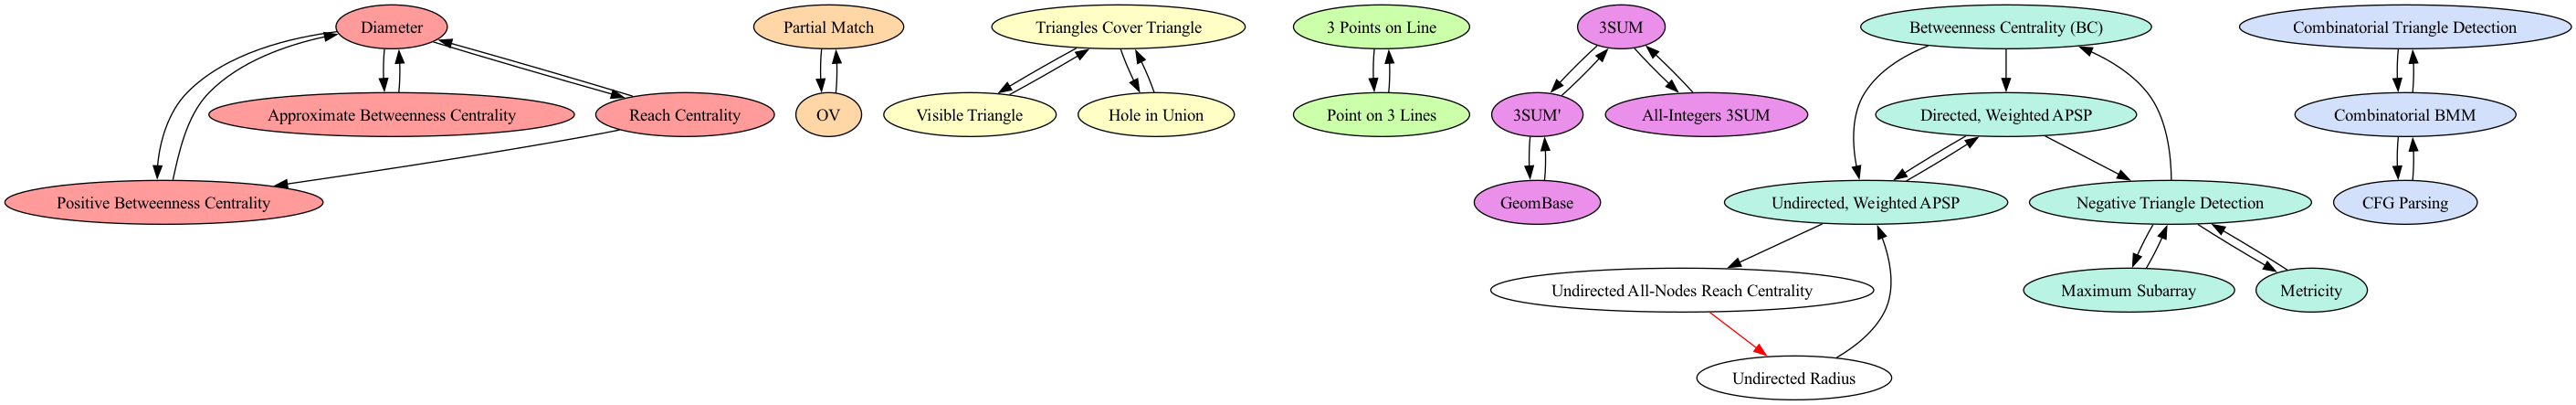 Diameter
Partial Match
Triangles Cover Triangle
3 Points on Line
3SUM
Betweenness Centrality (BC)
Combinatorial Triangle Detection
Approximate Betweenness Centrality
Reach Centrality
OV
Visible Triangle
Hole in Union
Point on 3 Lines
3SUM'
All-Integers 3SUM
Directed, Weighted APSP
Combinatorial BMM
Positive Betweenness Centrality
GeomBase
Undirected, Weighted APSP
Negative Triangle Detection
CFG Parsing
Undirected All-Nodes Reach Centrality
Maximum Subarray
Metricity
Undirected Radius